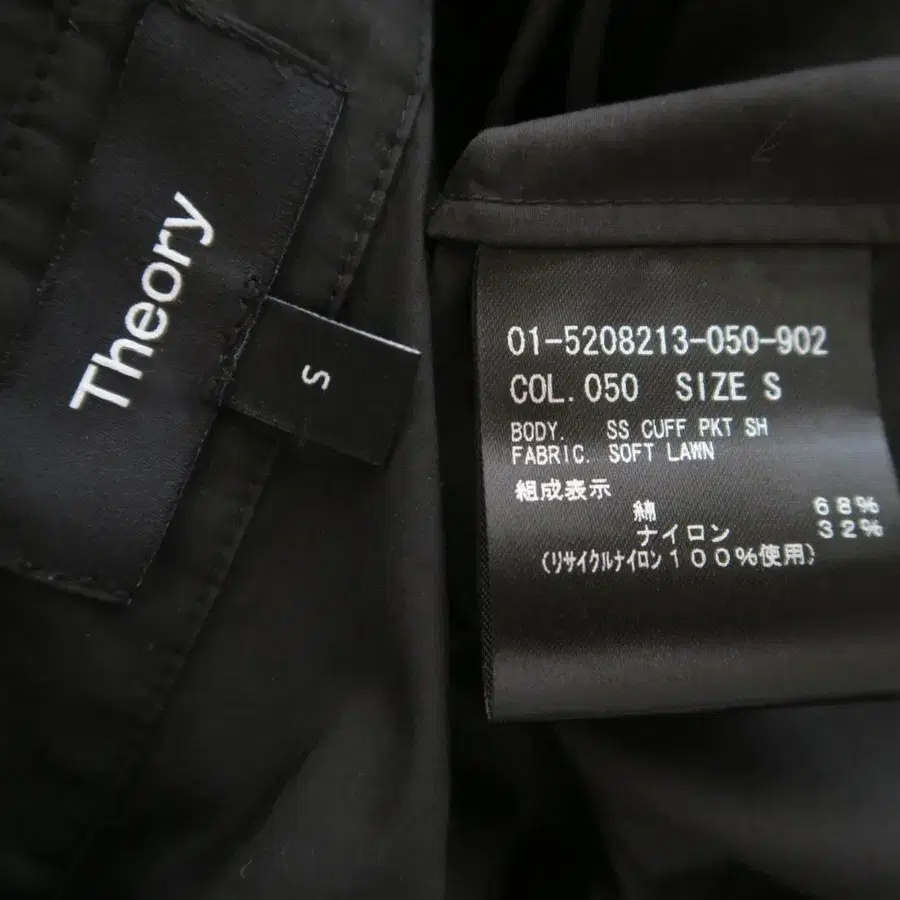 Theory
S
01-5208213-050-902
COL.050 SIZE S
BODY. SS CUFF PKT SH
FABRIC. SOFT LAWN
組成表示
綿 68%
ナイロン 32%
(リサイクルナイロン100%使用)